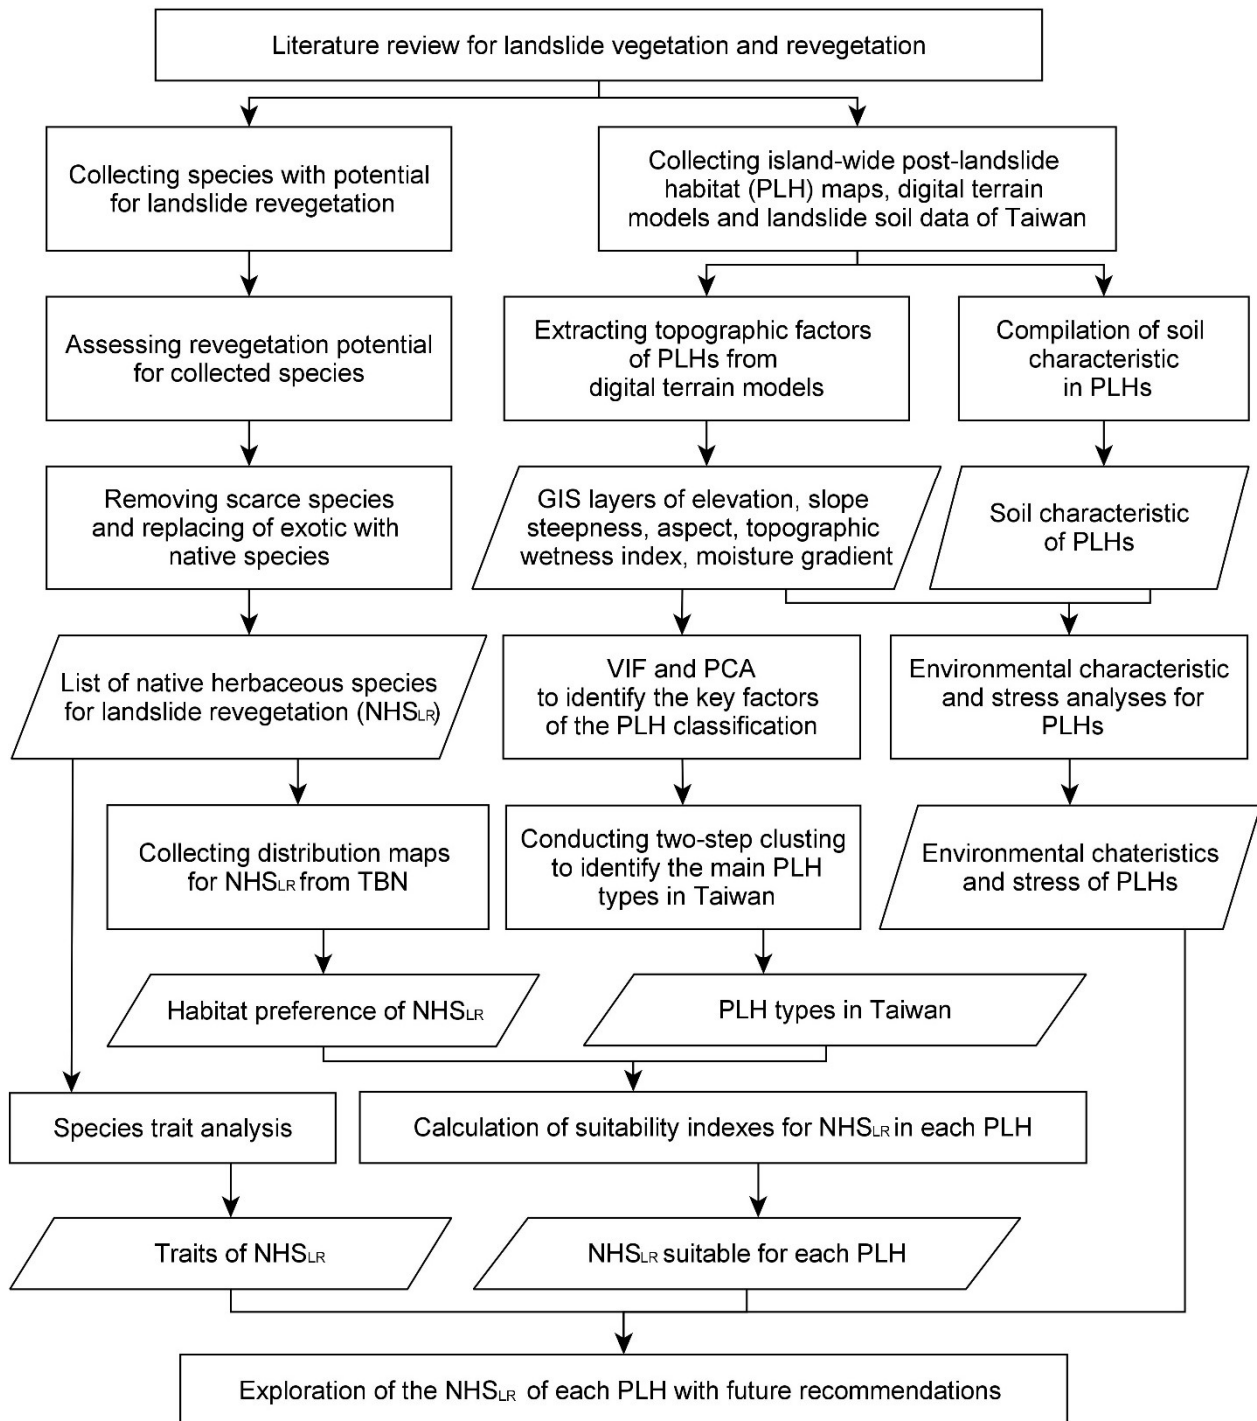 Literature review for landslide vegetation and revegetation
Collecting species with potential
for landslide revegetation
Collecting island-wide post-landslide
habitat (PLH) maps, digital terrain
models and landslide soil data of Taiwan
Assessing revegetation potential
for collected species
Extracting topographic factors
of PLHs from
digital terrain models
Compilation of soil
characteristic
in PLHs
Removing scarce species
and replacing of exotic with
native species
GIS layers of elevation, slope
steepness, aspect, topographic
wetness index, moisture gradient
Soil characteristic
of PLHs
List of native herbaceous species
for landslide revegetation (NHSLR)
VIF and PCA
to identify the key factors
of the PLH classification
Environmental characteristic
and stress analyses for
PLHs
Collecting distribution maps
for NHSLR from TBN
Conducting two-step clusting
to identify the main PLH
types in Taiwan
Environmental chateristics
and stress of PLHs
Habitat preference of NHSLR
PLH types in Taiwan
Species trait analysis
Calculation of suitability indexes for NHSLR in each PLH
Traits of NHSLR
NHSLR suitable for each PLH
Exploration of the NHSLR of each PLH with future recommendations